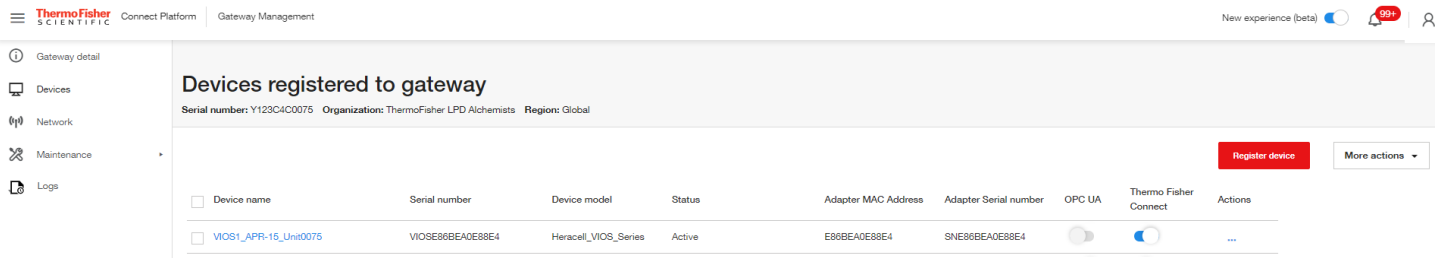 ThermoFisher
SCIENTIFIC
Connect Platform
Gateway Management
New experience (beta)
99+
Gateway detail
Devices
Network
Maintenance
Logs
Devices registered to gateway
Serial number: Y123C4C0075 Organization: ThermoFisher LPD Alchemists Region: Global
Register device
More actions
Device name Serial number Device model Status Adapter MAC Address Adapter Serial number OPC UA Thermo Fisher Connect Actions
VIOS1_APR-15_Unit0075 VIOSE86BEA0E88E4 Heracell_VIOS_Series Active E86BEA0E88E4 SNE86BEA0E88E4 ...